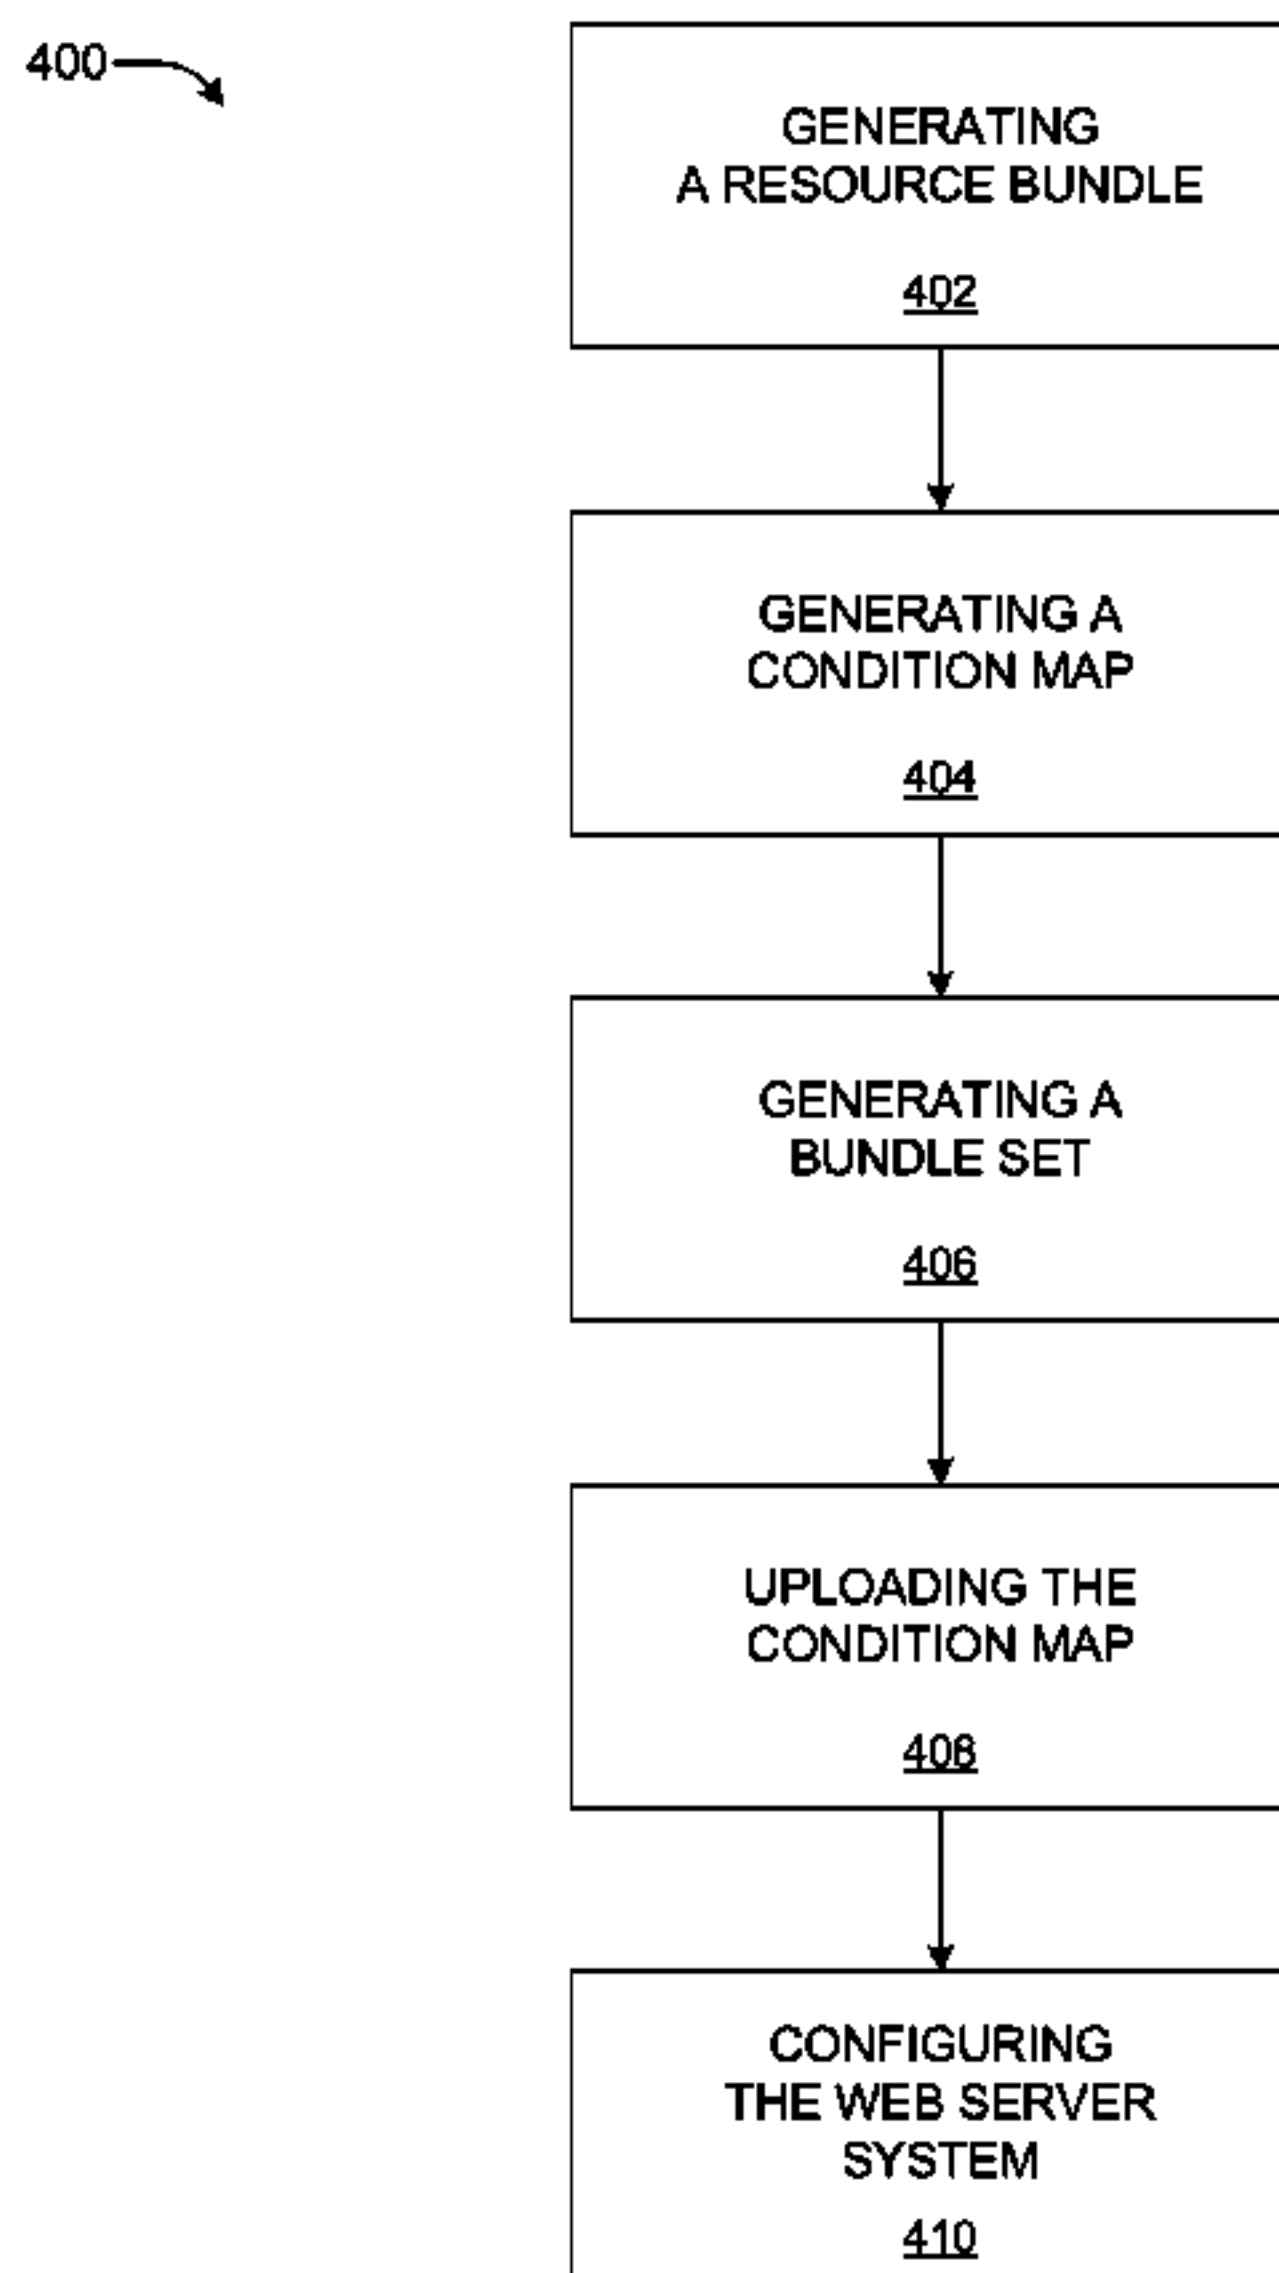 400
GENERATING
A RESOURCE BUNDLE
402
GENERATING A
CONDITION MAP
404
GENERATING A
BUNDLE SET
406
UPLOADING THE
CONDITION MAP
408
CONFIGURING
THE WEB SERVER
SYSTEM
410